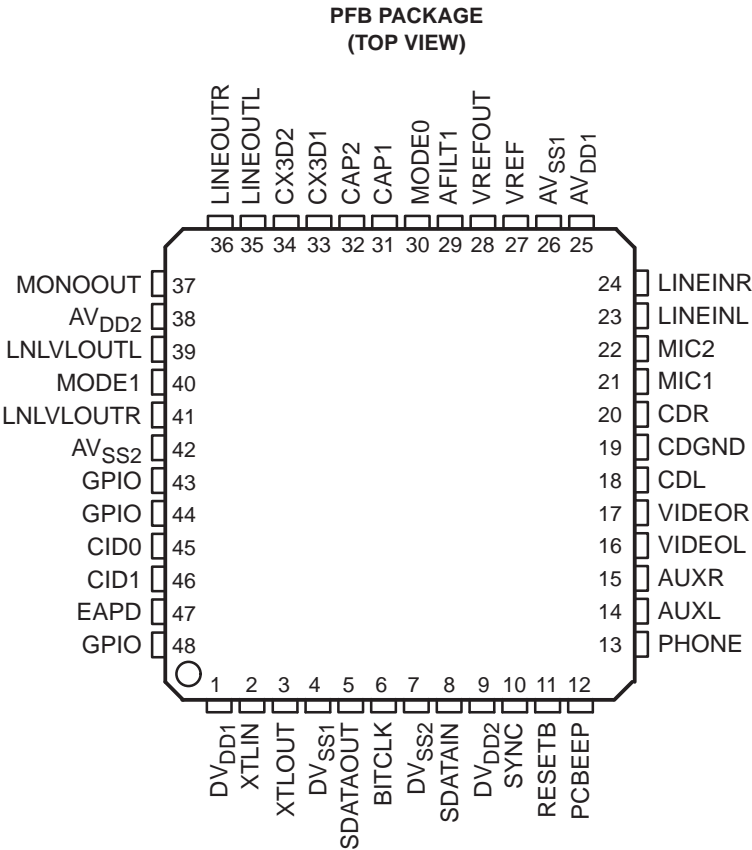 PFB PACKAGE
(TOP VIEW)
LINEOUTR
LINEOUTL
CX3D2
CX3D1
CAP2
CAP1
MODE0
AFILT1
VREFOUT
VREF
AVSS1
AVDD1
36 35 34 33 32 31 30 29 28 27 26 25
MONOOUT 37
AVDD2 38
LNLVLOUTL 39
MODE1 40
LNLVLOUTR 41
AVSS2 42
GPIO 43
GPIO 44
CID0 45
CID1 46
EAPD 47
GPIO 48
24 LINEINR
23 LINEINL
22 MIC2
21 MIC1
20 CDR
19 CDGND
18 CDL
17 VIDEOR
16 VIDEOL
15 AUXR
14 AUXL
13 PHONE
1 2 3 4 5 6 7 8 9 10 11 12
DVDD1
XTLIN
XTLOUT
DVSS1
SDATAOUT
BITCLK
DVSS2
SDATAIN
DVDD2
SYNC
RESETB
PCBEEP